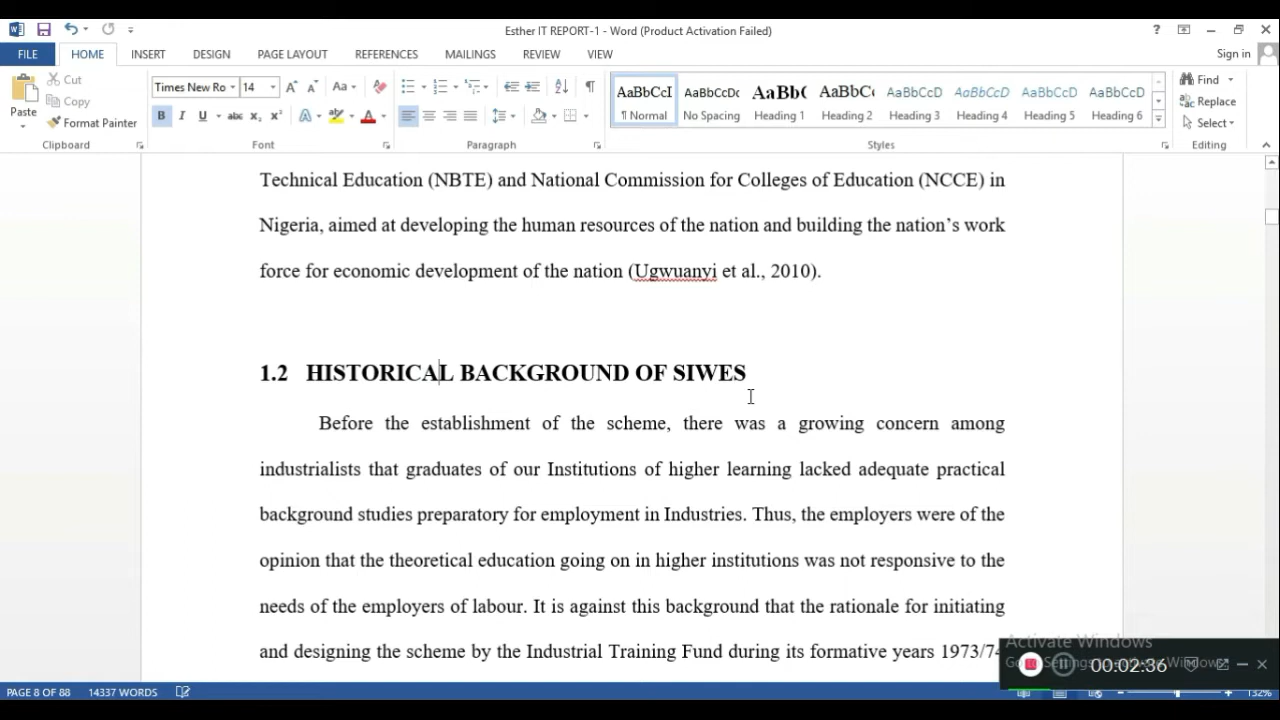 Esther IT REPORT-1 - Word (Product Activation Failed)
FILE HOME INSERT DESIGN PAGE LAYOUT REFERENCES MAILINGS REVIEW VIEW Sign in
Paste
Cut
Copy
Format Painter
Times New Ro 14
AaBbCcI AaBbCcDc AaBb( AaBbCc AaBbCcD AaBbCcD AaBbCcD AaBbCcD
¶ Normal No Spacing Heading 1 Heading 2 Heading 3 Heading 4 Heading 5 Heading 6
Find
Replace
Select
Clipboard Font Paragraph Styles Editing
Technical Education (NBTE) and National Commission for Colleges of Education (NCCE) in
Nigeria, aimed at developing the human resources of the nation and building the nation’s work
force for economic development of the nation (Ugwuanyi et al., 2010).
1.2 HISTORICAL BACKGROUND OF SIWES
Before the establishment of the scheme, there was a growing concern among
industrialists that graduates of our Institutions of higher learning lacked adequate practical
background studies preparatory for employment in Industries. Thus, the employers were of the
opinion that the theoretical education going on in higher institutions was not responsive to the
needs of the employers of labour. It is against this background that the rationale for initiating
and designing the scheme by the Industrial Training Fund during its formative years 1973/74
Activate Windows
00:02:36
PAGE 8 OF 88 14337 WORDS 132%